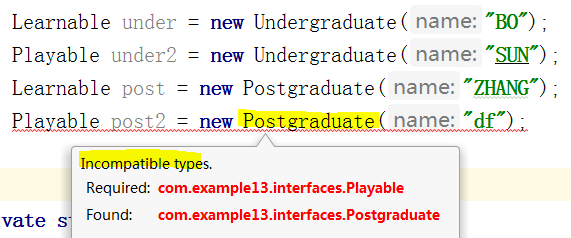 Learnable under = new Undergraduate( name: "BO");
Playable under2 = new Undergraduate( name: "SUN");
Learnable post = new Postgraduate( name: "ZHANG");
Playable post2 = new Postgraduate( name: "df");
Incompatible types.
Required: com.example13.interfaces.Playable
Found: com.example13.interfaces.Postgraduate
vate st